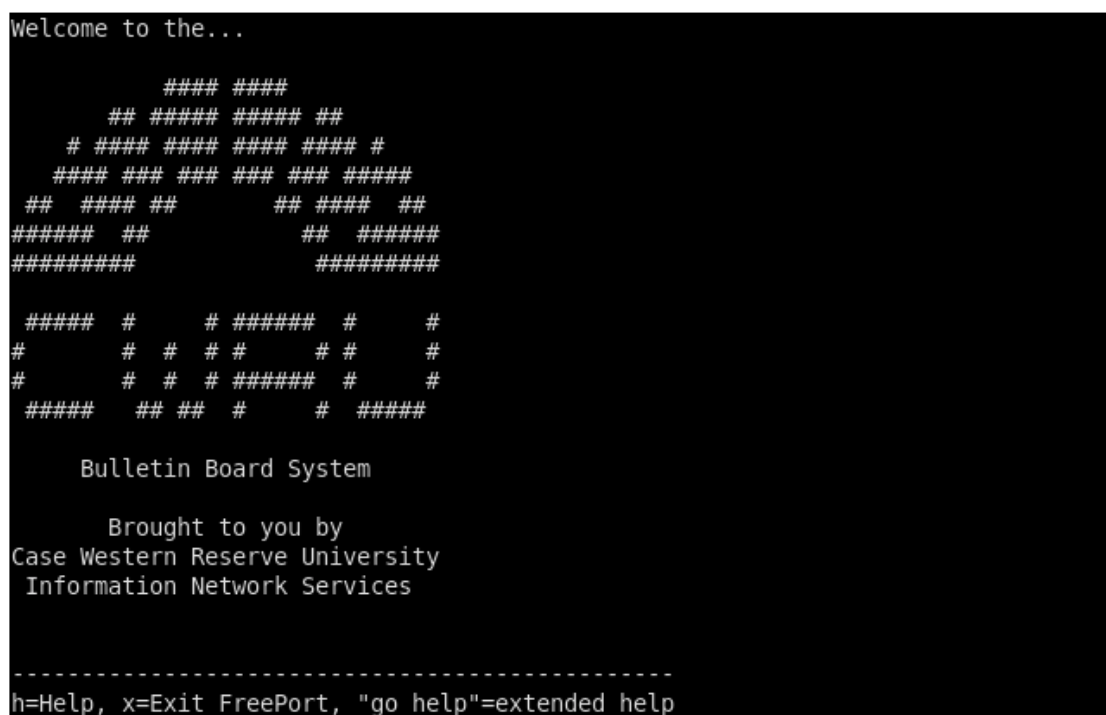 Welcome to the...
           #### ####
       ## ##### ##### ##
    # #### #### #### #### #
   #### ### ### ### ### #####
 ##  #### ##       ## ####  ##
######  ##           ##  ######
#########             #########
 #####  #     # ######  #     #
#       #  #  # #     # #     #
#       #  #  # ######  #     #
 #####   ## ##  #     #  #####
     Bulletin Board System
       Brought to you by
Case Western Reserve University
 Information Network Services
------------------------------------------------
h=Help, x=Exit FreePort, "go help"=extended help